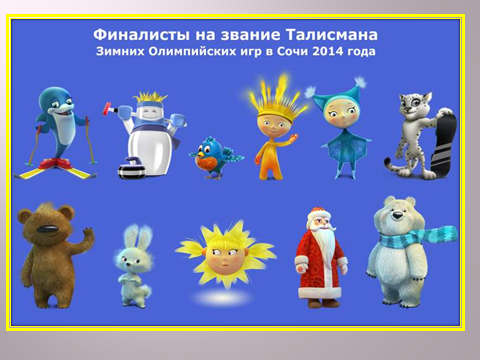 Финалисты на звание Талисмана
Зимних Олимпийских игр в Сочи 2014 года